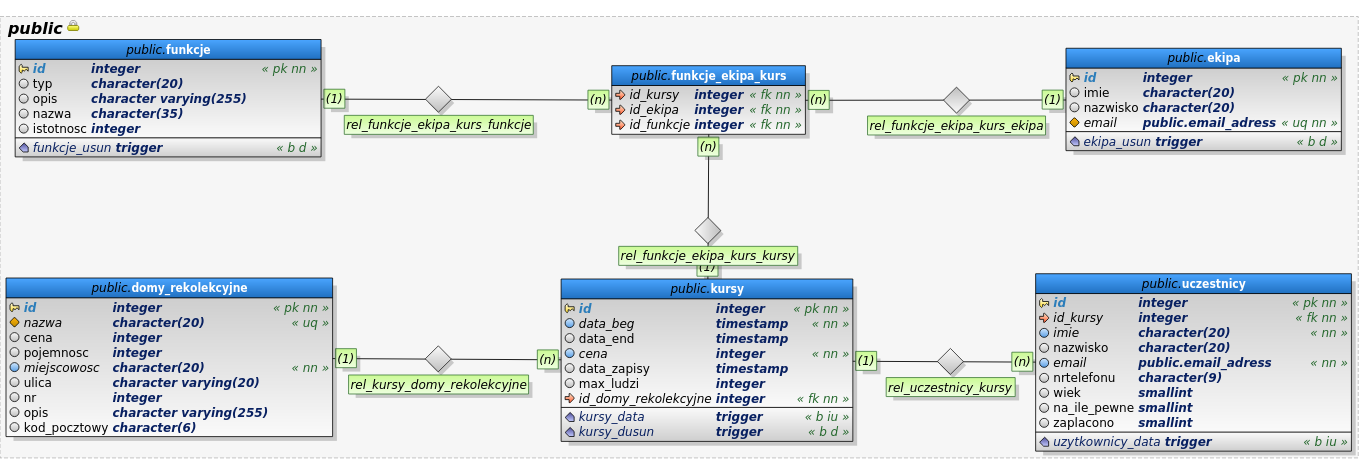 public
public.funkcje
id integer « pk nn »
typ character(20)
opis character varying(255)
nazwa character(35)
istotnosc integer
funkcje_usun trigger « b d »
(1)
rel_funkcje_ekipa_kurs_funkcje
(n)
public.funkcje_ekipa_kurs
id_kursy integer « fk nn »
id_ekipa integer « fk nn »
id_funkcje integer « fk nn »
(n)
rel_funkcje_ekipa_kurs_ekipa
(1)
public.ekipa
id integer « pk nn »
imie character(20)
nazwisko character(20)
email public.email_adress « uq nn »
ekipa_usun trigger « b d »
(n)
rel_funkcje_ekipa_kurs_kursy
(1)
public.domy_rekolekcyjne
id integer « pk nn »
nazwa character(20) « uq »
cena integer
pojemnosc integer
miejscowosc character(20) « nn »
ulica character varying(20)
nr integer
opis character varying(255)
kod_pocztowy character(6)
(1)
rel_kursy_domy_rekolekcyjne
(n)
public.kursy
id integer « pk nn »
data_beg timestamp « nn »
data_end timestamp
cena integer « nn »
data_zapisy timestamp
max_ludzi integer
id_domy_rekolekcyjne integer « fk nn »
kursy_data trigger « b iu »
kursy_dusun trigger « b d »
(1)
rel_uczestnicy_kursy
(n)
public.uczestnicy
id integer « pk nn »
id_kursy integer « fk nn »
imie character(20) « nn »
nazwisko character(20)
email public.email_adress « nn »
nrtelefonu character(9)
wiek smallint
na_ile_pewne smallint
zaplacono smallint
uzytkownicy_data trigger « b iu »